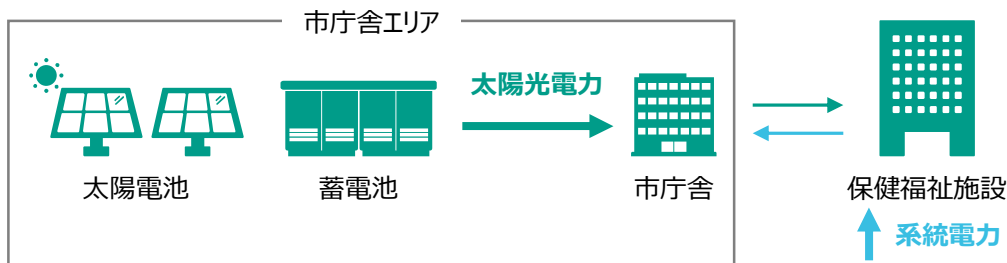 市庁舎エリア
太陽光電力
太陽電池
蓄電池
市庁舎
保健福祉施設
系統電力